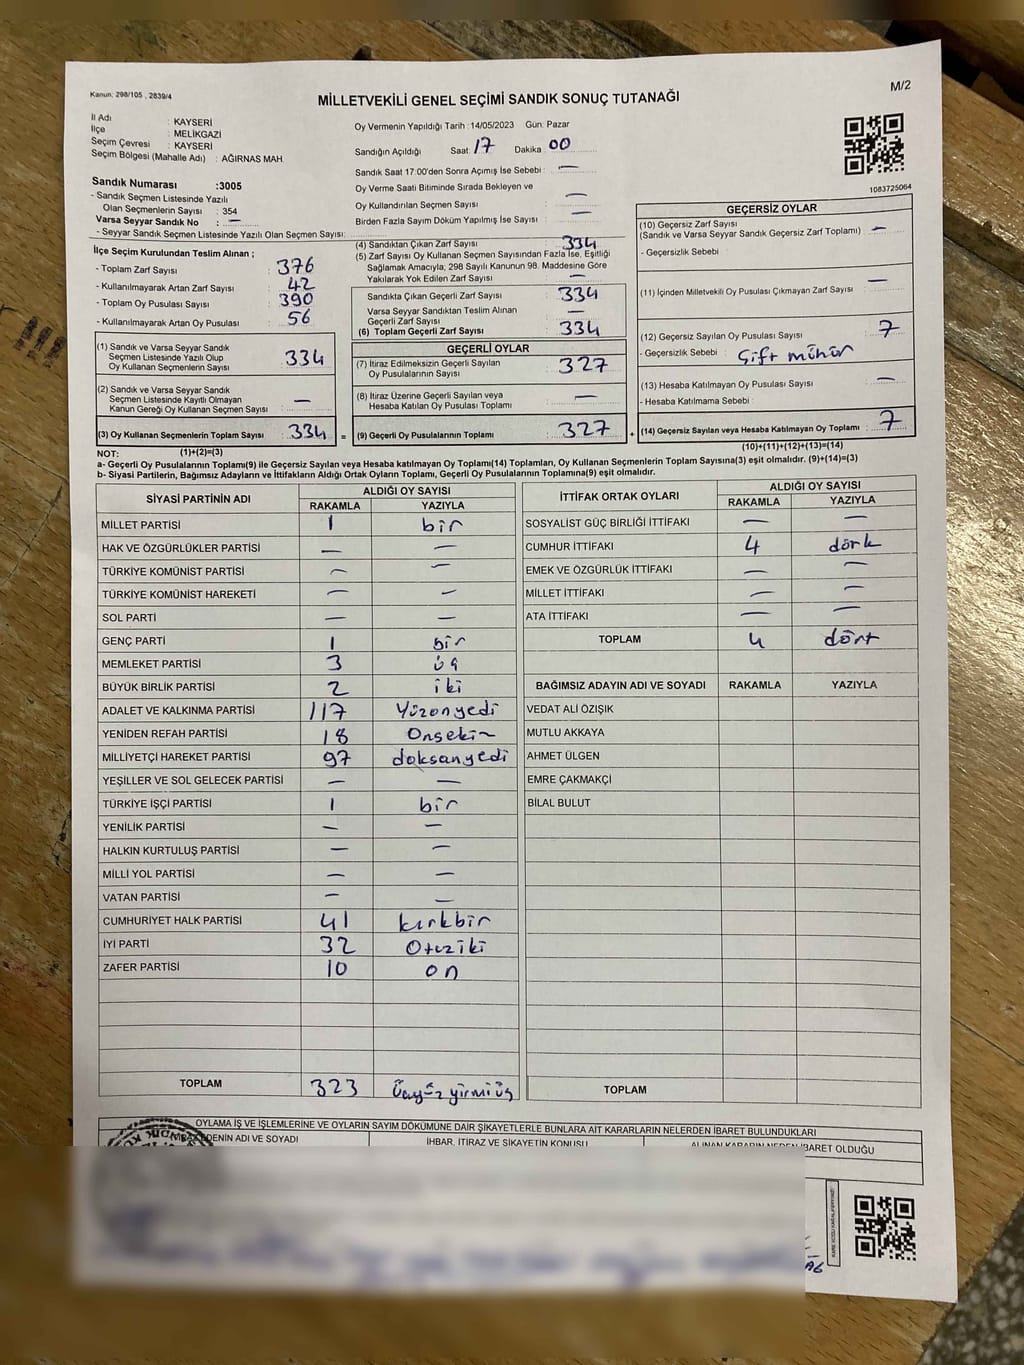 Kanun; 298/105 , 2839/4
MİLLETVEKİLİ GENEL SEÇİMİ SANDIK SONUÇ TUTANAĞI
M/2
İl Adı : KAYSERİ
İlçe : MELİKGAZİ
Seçim Çevresi : KAYSERİ
Seçim Bölgesi (Mahalle Adı) : AĞIRNAS MAH.
Oy Vermenin Yapıldığı Tarih :14/05/2023 Gün: Pazar
Sandığın Açıldığı Saat: 17 Dakika: 00
Sandık Saat 17:00'den Sonra Açımış İse Sebebi : —
Oy Verme Saati Bitiminde Sırada Bekleyen ve
Oy Kullandırılan Seçmen Sayısı : —
Birden Fazla Sayım Döküm Yapılmış İse Sayısı : —
1083725064
Sandık Numarası :3005
- Sandık Seçmen Listesinde Yazılı
Olan Seçmenlerin Sayısı : 354
Varsa Seyyar Sandık No : —
- Seyyar Sandık Seçmen Listesinde Yazılı Olan Seçmen Sayısı:
İlçe Seçim Kurulundan Teslim Alınan ;
- Toplam Zarf Sayısı : 376
- Kullanılmayarak Artan Zarf Sayısı : 42
- Toplam Oy Pusulası Sayısı : 390
- Kullanılmayarak Artan Oy Pusulası : 56
(1) Sandık ve Varsa Seyyar Sandık
Seçmen Listesinde Yazılı Olup
Oy Kullanan Seçmenlerin Sayısı : 334
(2) Sandık ve Varsa Seyyar Sandık
Seçmen Listesinde Kayıtlı Olmayan
Kanun Gereği Oy Kullanan Seçmen Sayısı : —
(3) Oy Kullanan Seçmenlerin Toplam Sayısı : 334 =
(1)+(2)=(3)
(4) Sandıktan Çıkan Zarf Sayısı : 334
(5) Zarf Sayısı Oy Kullanan Seçmen Sayısından Fazla İse, Eşitliği
Sağlamak Amacıyla; 298 Sayılı Kanunun 98. Maddesine Göre
Yakılarak Yok Edilen Zarf Sayısı : —
Sandıkta Çıkan Geçerli Zarf Sayısı : 334
Varsa Seyyar Sandıktan Teslim Alınan
Geçerli Zarf Sayısı : —
(6) Toplam Geçerli Zarf Sayısı : 334
GEÇERLİ OYLAR
(7) İtiraz Edilmeksizin Geçerli Sayılan
Oy Pusulalarının Sayısı : 327
(8) İtiraz Üzerine Geçerli Sayılan veya
Hesaba Katılan Oy Pusulası Toplamı : —
(9) Geçerli Oy Pusulalarının Toplamı : 327 +
GEÇERSİZ OYLAR
(10) Geçersiz Zarf Sayısı
(Sandık ve Varsa Seyyar Sandık Geçersiz Zarf Toplamı) : —
- Geçersizlik Sebebi :
(11) İçinden Milletvekili Oy Pusulası Çıkmayan Zarf Sayısı : —
(12) Geçersiz Sayılan Oy Pusulası Sayısı : 7
- Geçersizlik Sebebi : Çift mühür
(13) Hesaba Katılmayan Oy Pusulası Sayısı : —
- Hesaba Katılmama Sebebi :
(14) Geçersiz Sayılan veya Hesaba Katılmayan Oy Toplamı : 7
(10)+(11)+(12)+(13)=(14)
NOT:
a- Geçerli Oy Pusulalarının Toplamı(9) ile Geçersiz Sayılan veya Hesaba katılmayan Oy Toplamı(14) Toplamları, Oy Kullanan Seçmenlerin Toplam Sayısına(3) eşit olmalıdır. (9)+(14)=(3)
b- Siyasi Partilerin, Bağımsız Adayların ve İttifakların Aldığı Ortak Oyların Toplamı, Geçerli Oy Pusulalarının Toplamına(9) eşit olmalıdır.
SİYASİ PARTİNİN ADI ALDIĞI OY SAYISI
RAKAMLA YAZIYLA
MİLLET PARTİSİ 1 bir
HAK VE ÖZGÜRLÜKLER PARTİSİ — —
TÜRKİYE KOMÜNİST PARTİSİ — —
TÜRKİYE KOMÜNİST HAREKETİ — —
SOL PARTİ — —
GENÇ PARTİ 1 bir
MEMLEKET PARTİSİ 3 üç
BÜYÜK BİRLİK PARTİSİ 2 iki
ADALET VE KALKINMA PARTİSİ 117 Yüzonyedi
YENİDEN REFAH PARTİSİ 18 Onsekiz
MİLLİYETÇİ HAREKET PARTİSİ 97 doksanyedi
YEŞİLLER VE SOL GELECEK PARTİSİ — —
TÜRKİYE İŞÇİ PARTİSİ 1 bir
YENİLİK PARTİSİ — —
HALKIN KURTULUŞ PARTİSİ — —
MİLLİ YOL PARTİSİ — —
VATAN PARTİSİ — —
CUMHURİYET HALK PARTİSİ 41 kırkbir
İYİ PARTİ 32 Otuziki
ZAFER PARTİSİ 10 on
TOPLAM 323 Üçyüz yirmi üç
İTTİFAK ORTAK OYLARI ALDIĞI OY SAYISI
RAKAMLA YAZIYLA
SOSYALİST GÜÇ BİRLİĞİ İTTİFAKI — —
CUMHUR İTTİFAKI 4 dört
EMEK VE ÖZGÜRLÜK İTTİFAKI — —
MİLLET İTTİFAKI — —
ATA İTTİFAKI — —
TOPLAM 4 dört
BAĞIMSIZ ADAYIN ADI VE SOYADI RAKAMLA YAZIYLA
VEDAT ALİ ÖZIŞIK
MUTLU AKKAYA
AHMET ÜLGEN
EMRE ÇAKMAKÇİ
BİLAL BULUT
TOPLAM
OYLAMA İŞ VE İŞLEMLERİNE VE OYLARIN SAYIM DÖKÜMÜNE DAİR ŞİKAYETLERLE BUNLARA AİT KARARLARIN NELERDEN İBARET BULUNDUKLARI
EDENİN ADI VE SOYADI İHBAR, İTİRAZ VE ŞİKAYETİN KONUSU ALINAN KARARIN NEDEN İBARET OLDUĞU